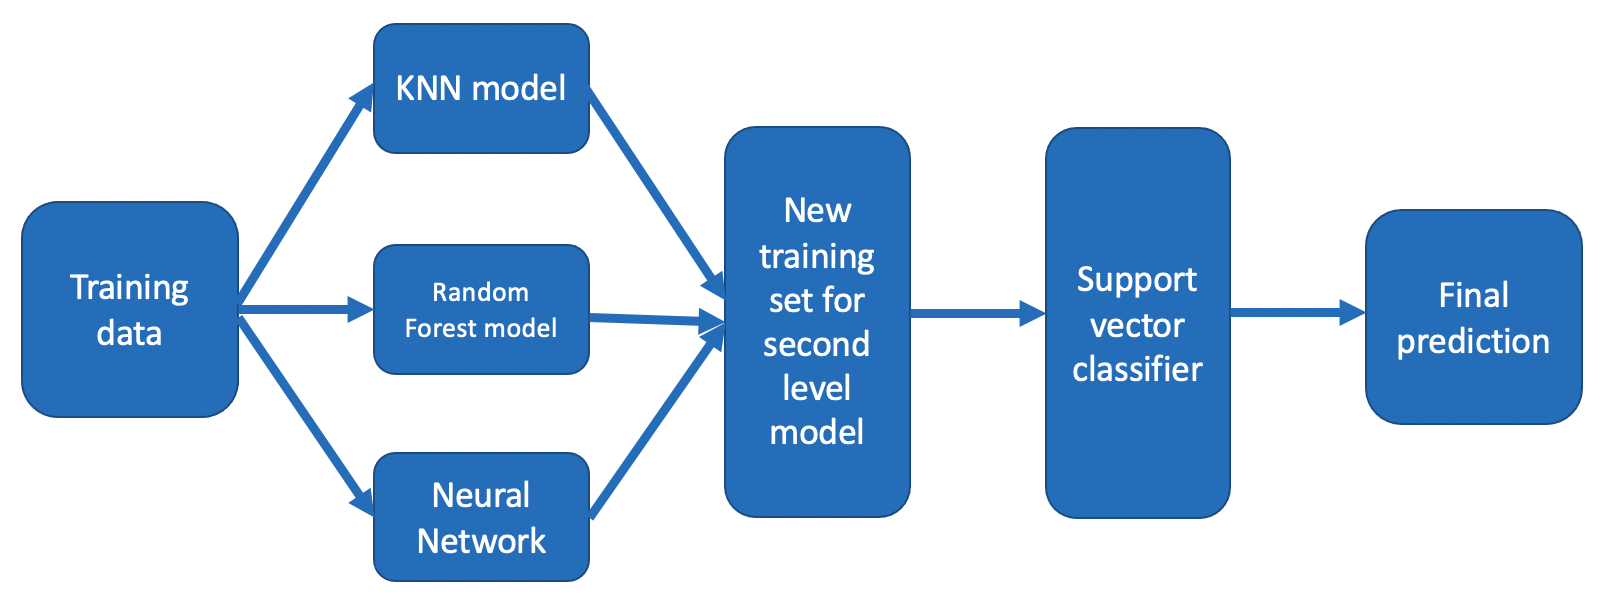 KNN model
Training
data
Random
Forest model
Neural
Network
New
training
set for
second
level
model
Support
vector
classifier
Final
prediction